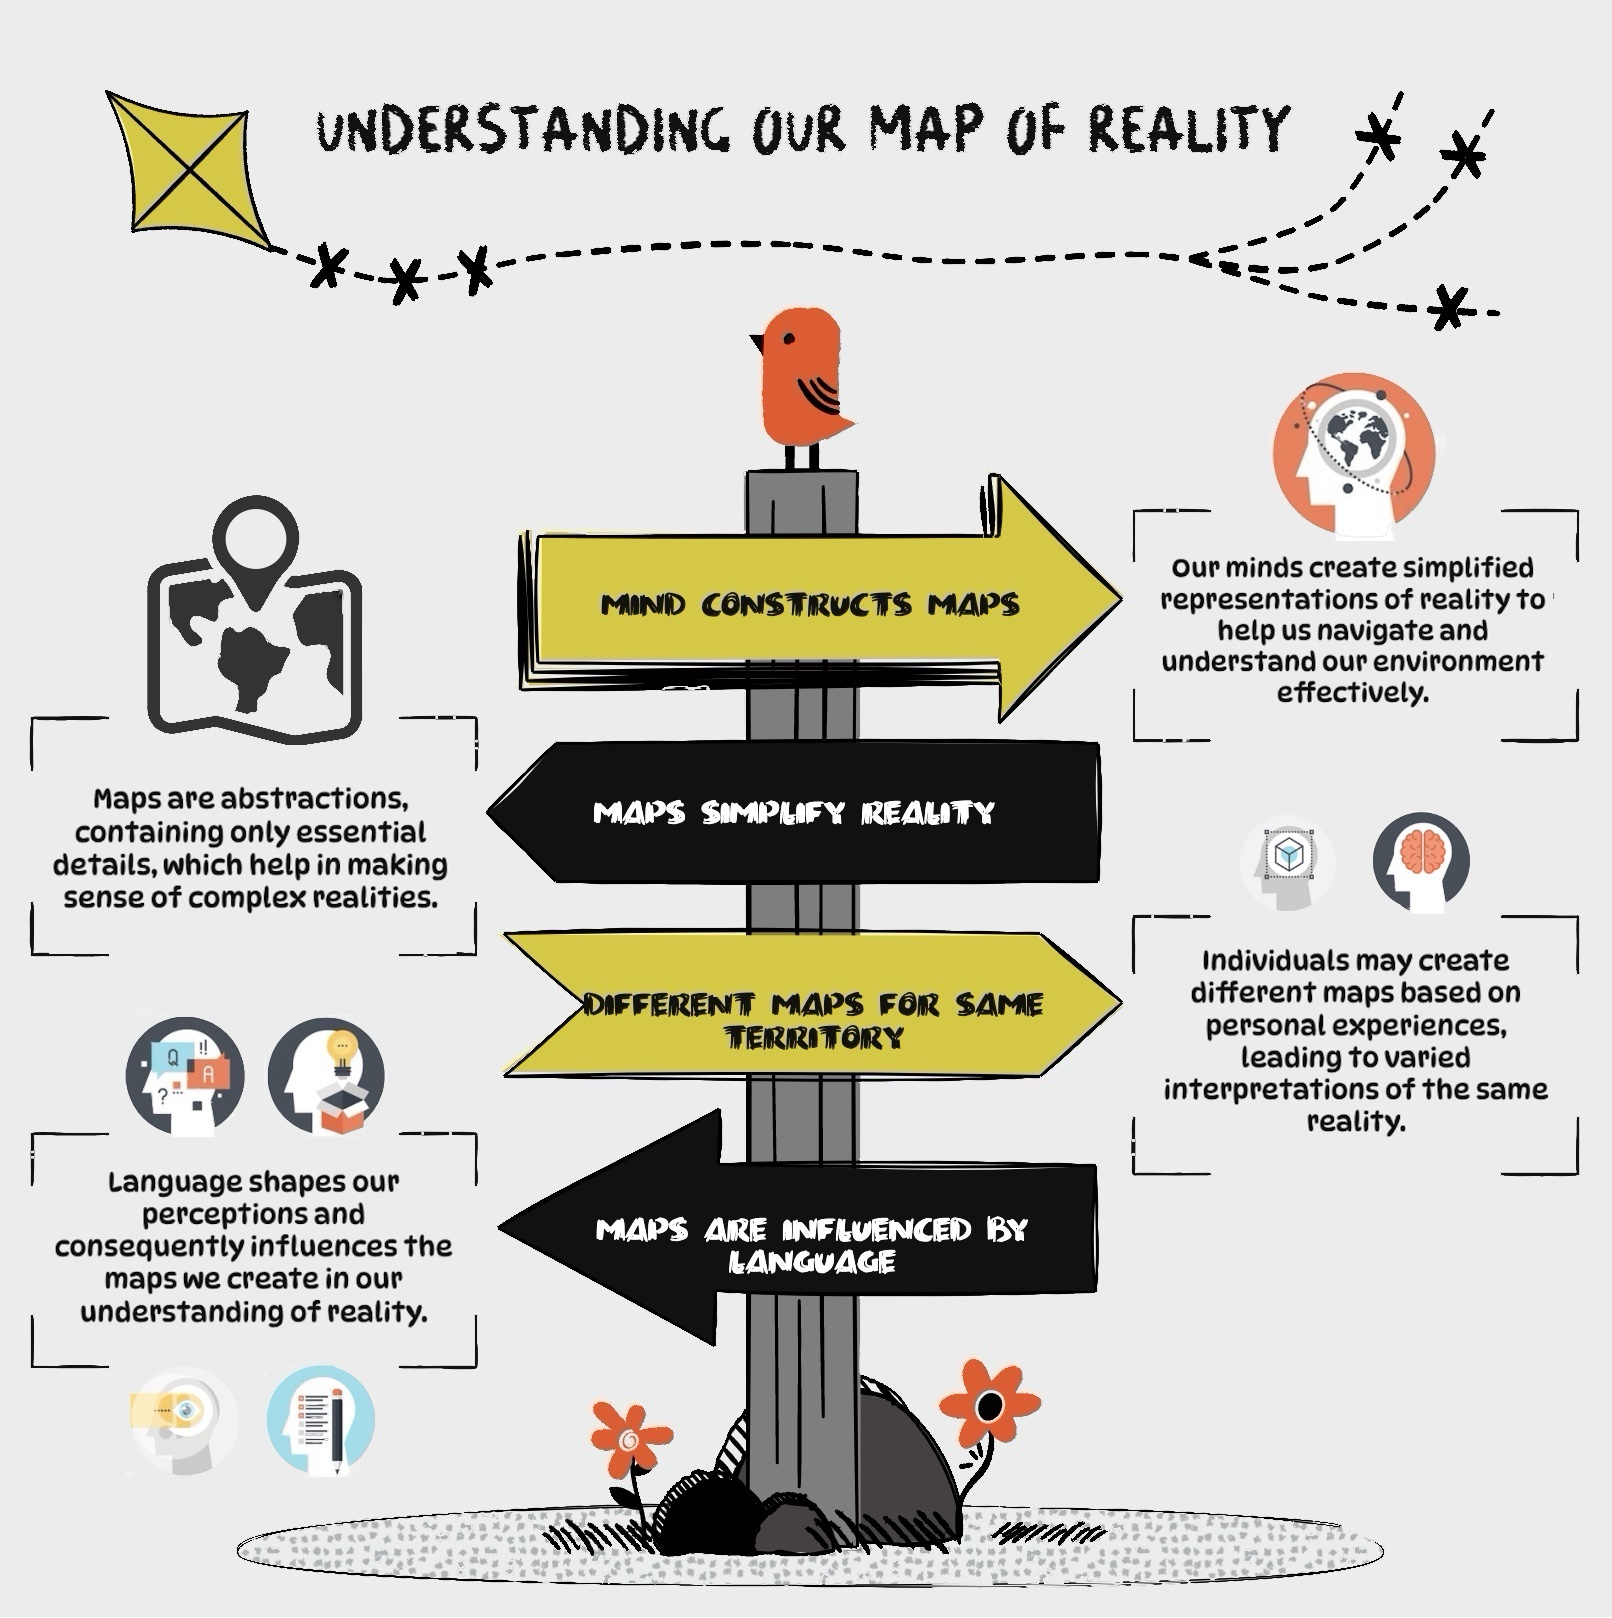 UNDERSTANDING OUR MAP OF REALITY
MIND CONSTRUCTS MAPS
Our minds create simplified
representations of reality to
help us navigate and
understand our environment
effectively.
MAPS SIMPLIFY REALITY
Maps are abstractions,
containing only essential
details, which help in making
sense of complex realities.
DIFFERENT MAPS FOR SAME
TERRITORY
Individuals may create
different maps based on
personal experiences,
leading to varied
interpretations of the same
reality.
Q !!
A
?
MAPS ARE INFLUENCED BY
LANGUAGE
Language shapes our
perceptions and
consequently influences the
maps we create in our
understanding of reality.